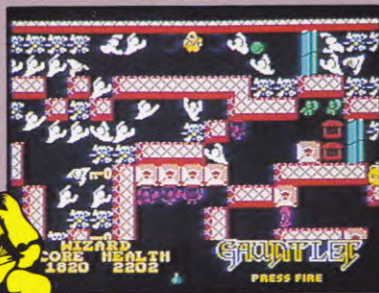 WIZARD
CORE HEALTH
1820 2202
GAUNTLET
PRESS FIRE